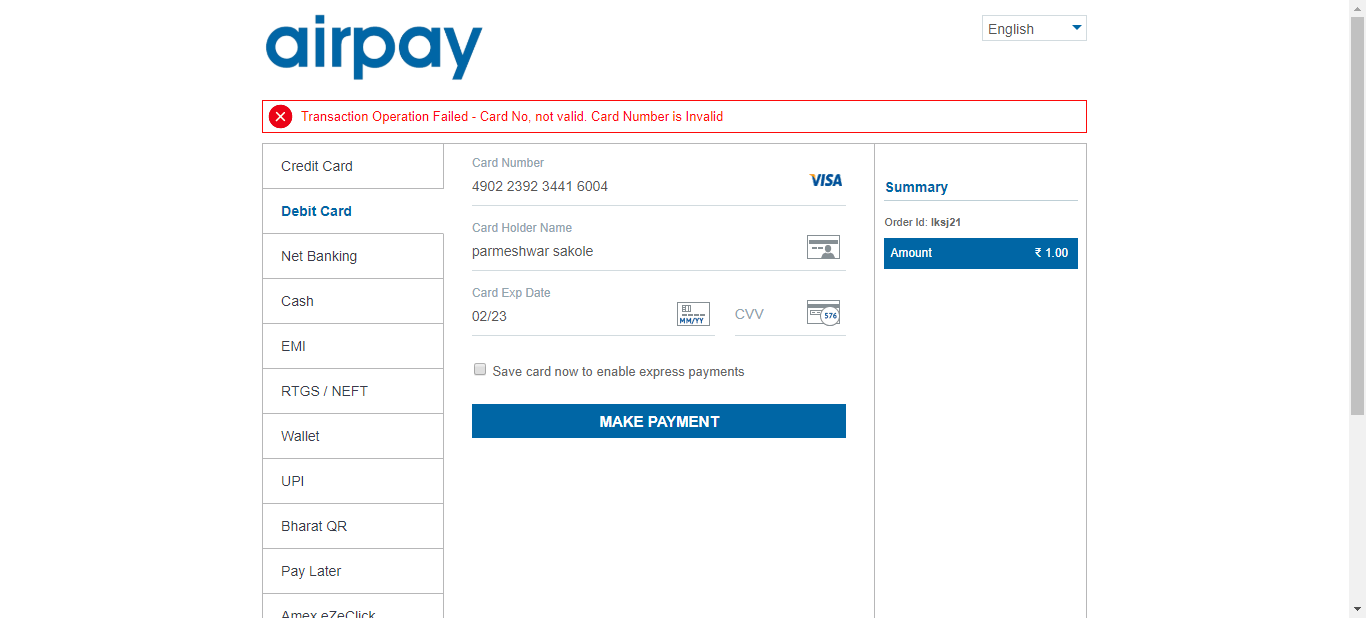 airpay
English
Transaction Operation Failed - Card No, not valid. Card Number is Invalid
Credit Card
Debit Card
Net Banking
Cash
EMI
RTGS / NEFT
Wallet
UPI
Bharat QR
Pay Later
Amex eZeClick
Card Number
4902 2392 3441 6004
VISA
Card Holder Name
parmeshwar sakole
Card Exp Date
02/23
MM/YY
CVV
576
Save card now to enable express payments
MAKE PAYMENT
Summary
Order Id: lksj21
Amount ₹ 1.00